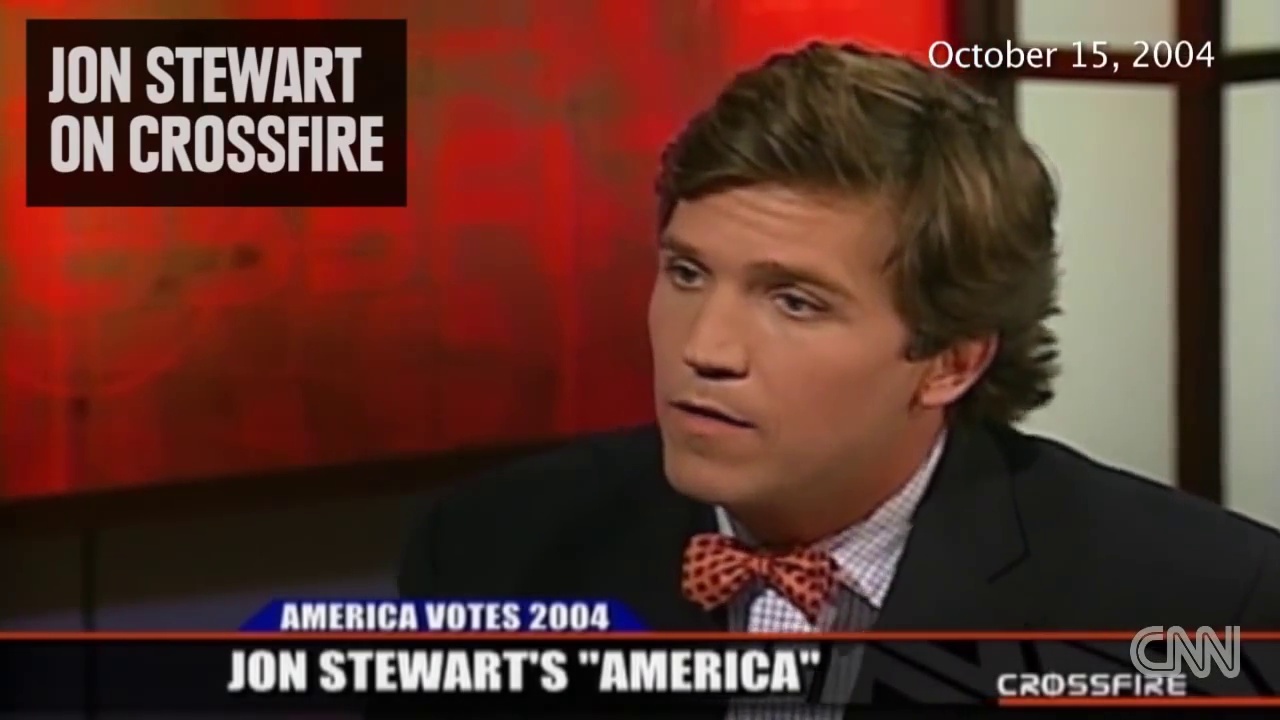 JON STEWART
ON CROSSFIRE
October 15, 2004
AMERICA VOTES 2004
JON STEWART'S "AMERICA"
CNN
CROSSFIRE